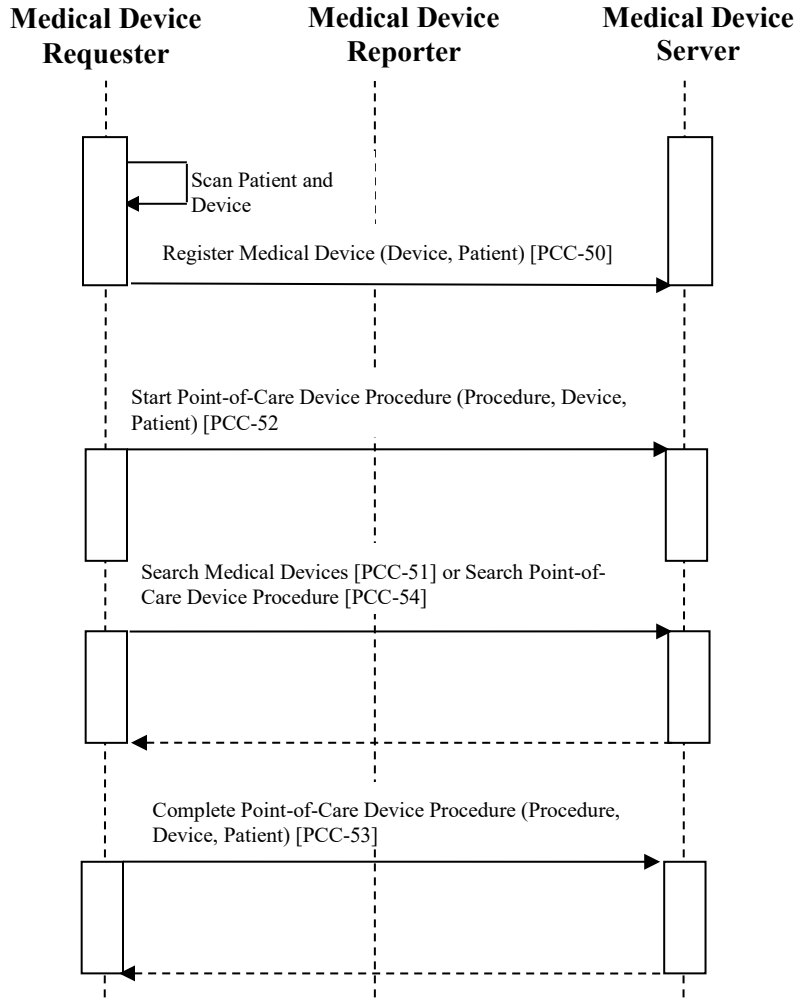 Medical Device
Requester
Medical Device
Reporter
Medical Device
Server
Scan Patient and
Device
Register Medical Device (Device, Patient) [PCC-50]
Start Point-of-Care Device Procedure (Procedure, Device,
Patient) [PCC-52
Search Medical Devices [PCC-51] or Search Point-of-
Care Device Procedure [PCC-54]
Complete Point-of-Care Device Procedure (Procedure,
Device, Patient) [PCC-53]